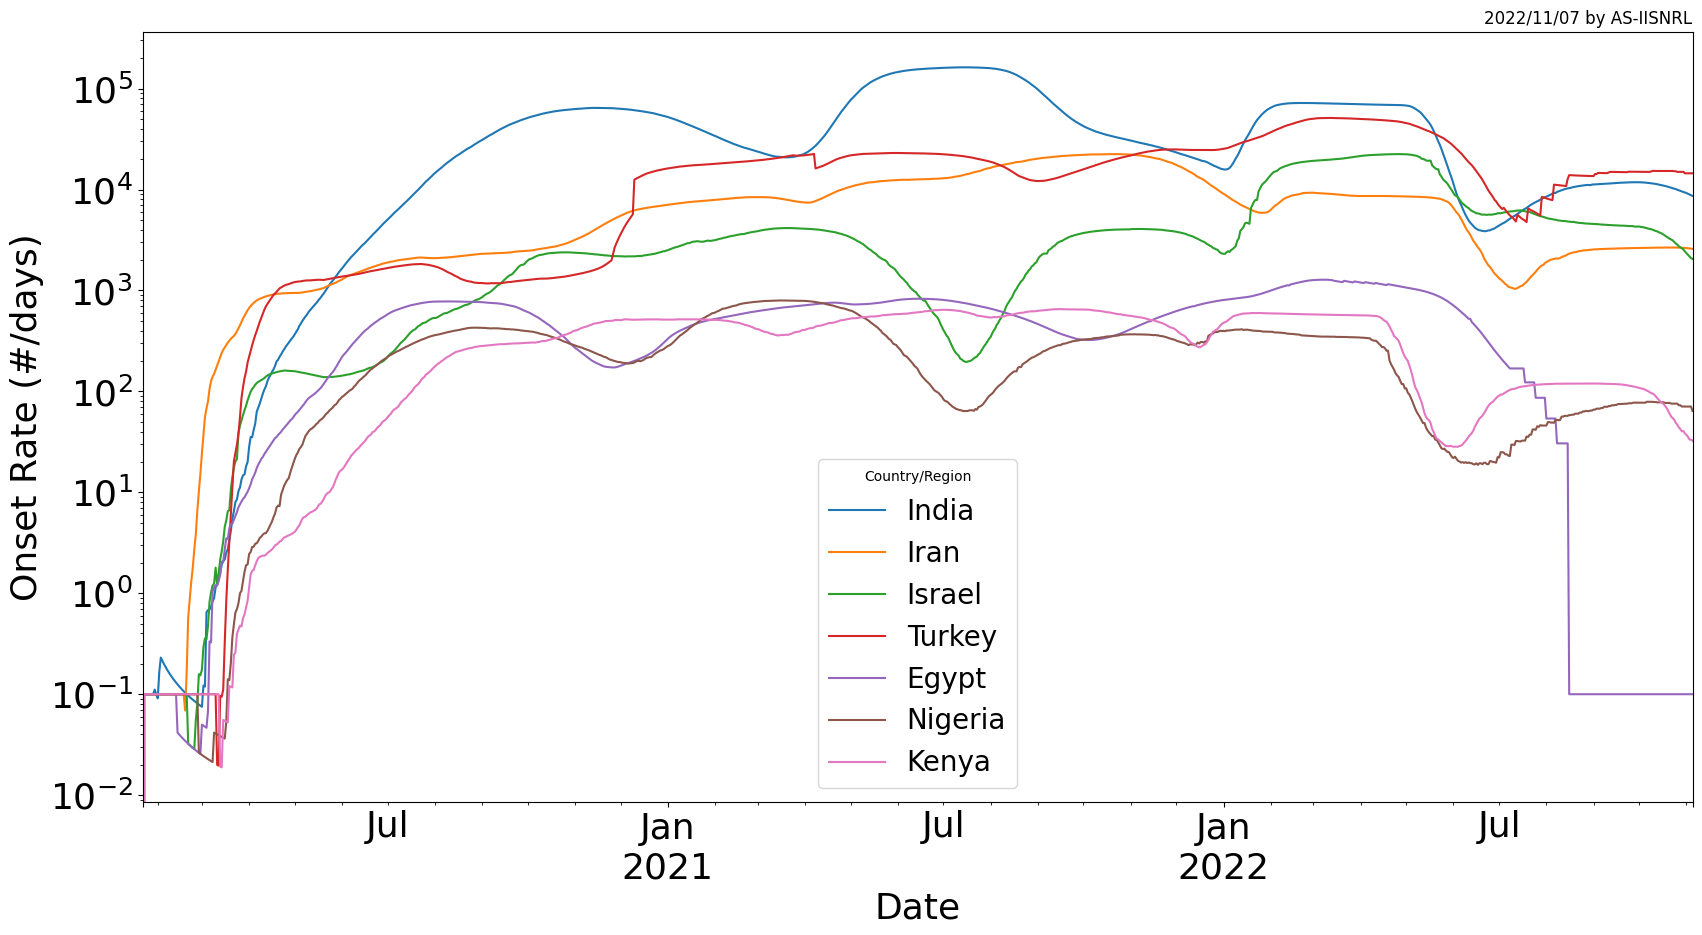 2022/11/07 by AS-IISNRL
Onset Rate (#/days)
10^5
10^4
10^3
10^2
10^1
10^0
10^−1
10^−2
Country/Region
India
Iran
Israel
Turkey
Egypt
Nigeria
Kenya
Jul
Jan
2021
Jul
Jan
2022
Jul
Date